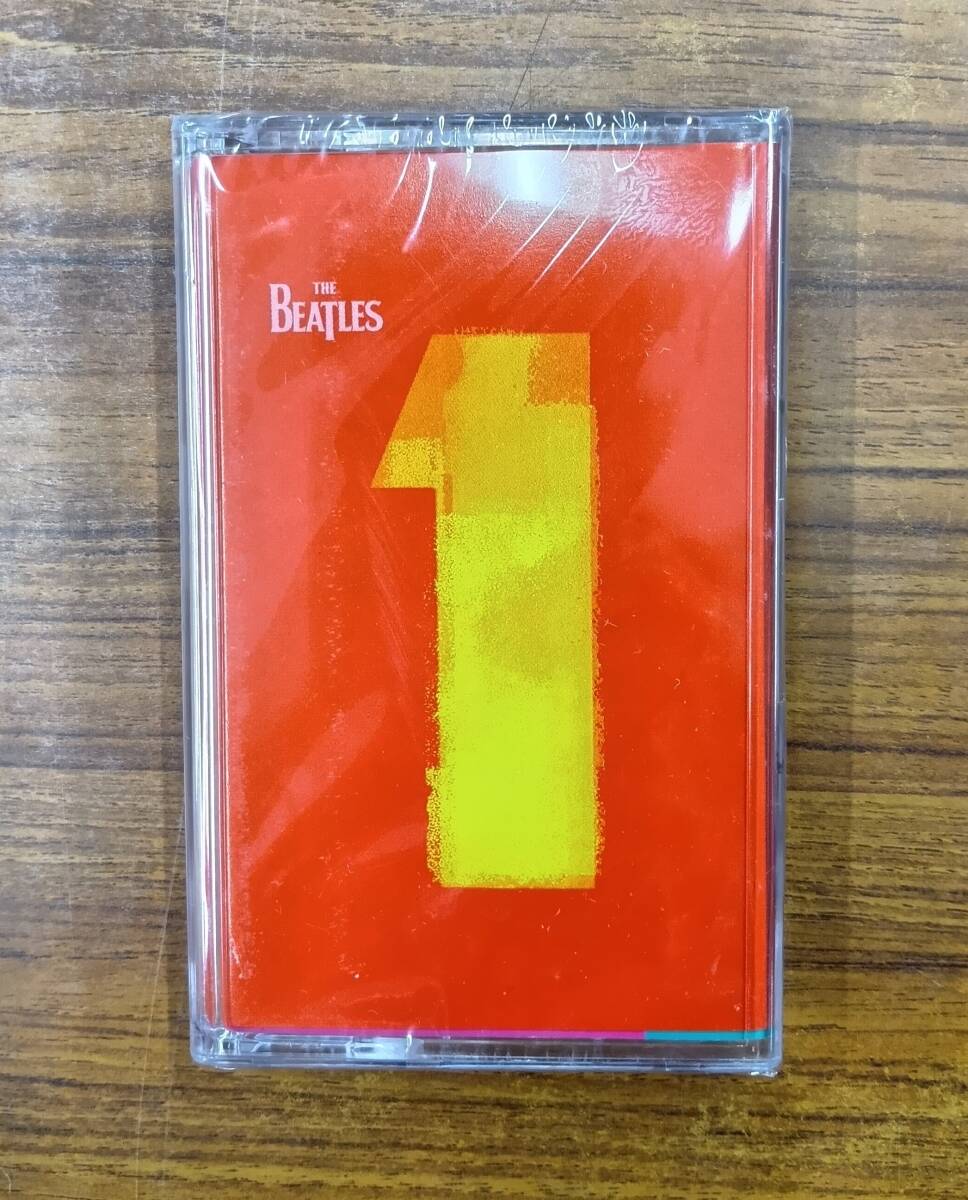 THE
BEATLES
1